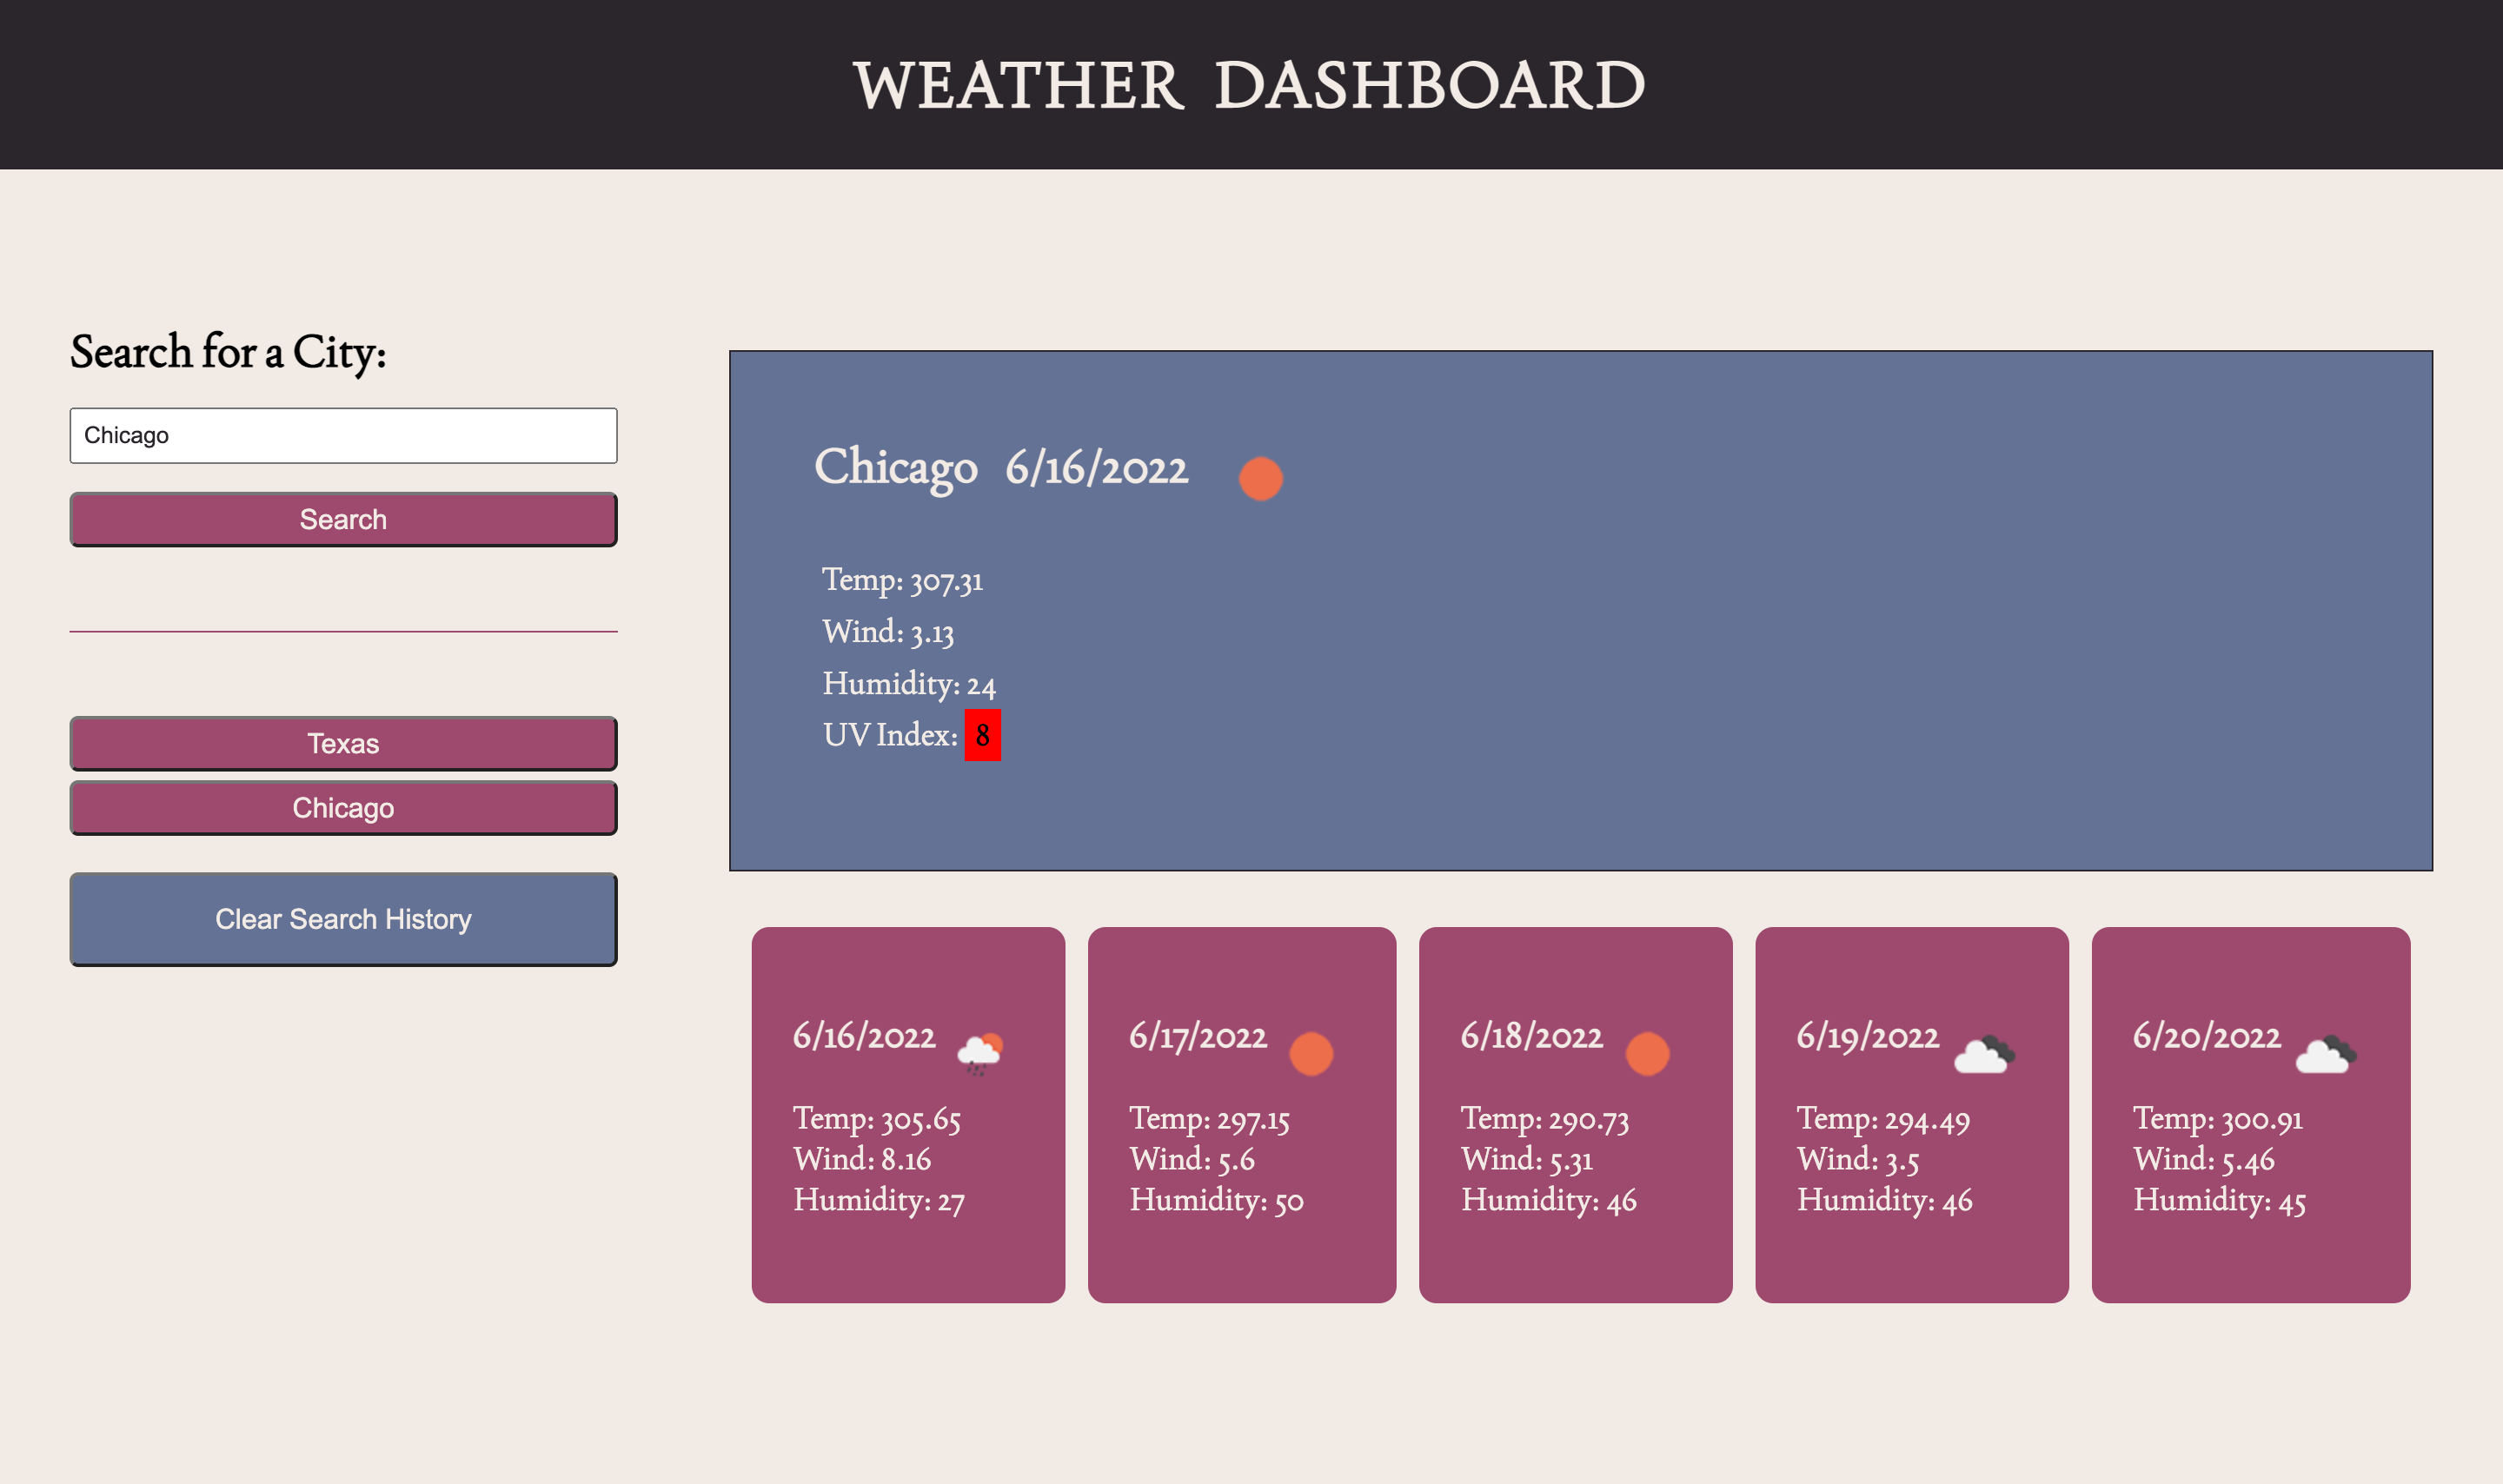 WEATHER DASHBOARD
Search for a City:
Chicago
Search
Texas
Chicago
Clear Search History
Chicago 6/16/2022
Temp: 307.31
Wind: 3.13
Humidity: 24
UV Index: 8
6/16/2022
Temp: 305.65
Wind: 8.16
Humidity: 27
6/17/2022
Temp: 297.15
Wind: 5.6
Humidity: 50
6/18/2022
Temp: 290.73
Wind: 5.31
Humidity: 46
6/19/2022
Temp: 294.49
Wind: 3.5
Humidity: 46
6/20/2022
Temp: 300.91
Wind: 5.46
Humidity: 45